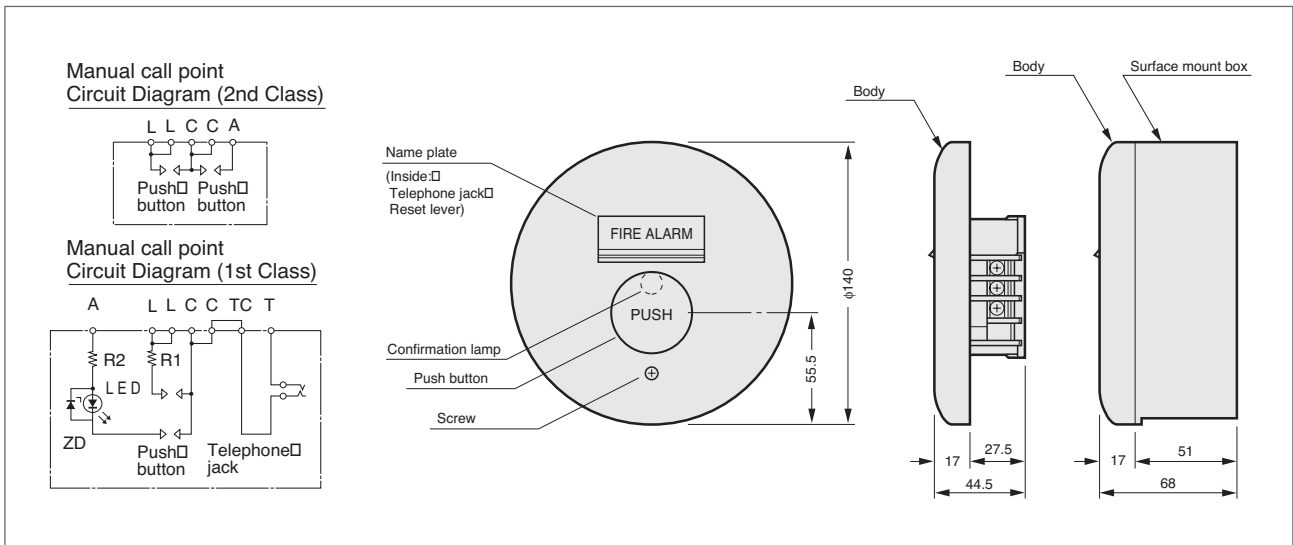 Manual call point
Circuit Diagram (2nd Class)
L L C C A
Push□ Push□
button button
Manual call point
Circuit Diagram (1st Class)
A L L C C TC T
R2 R1
LED
ZD
Push□ Telephone□
button jack
Name plate
(Inside:□
Telephone jack□
Reset lever)
FIRE ALARM
PUSH
Confirmation lamp
Push button
Screw
55.5
ϕ140
Body
17 27.5
44.5
Body Surface mount box
17 51
68